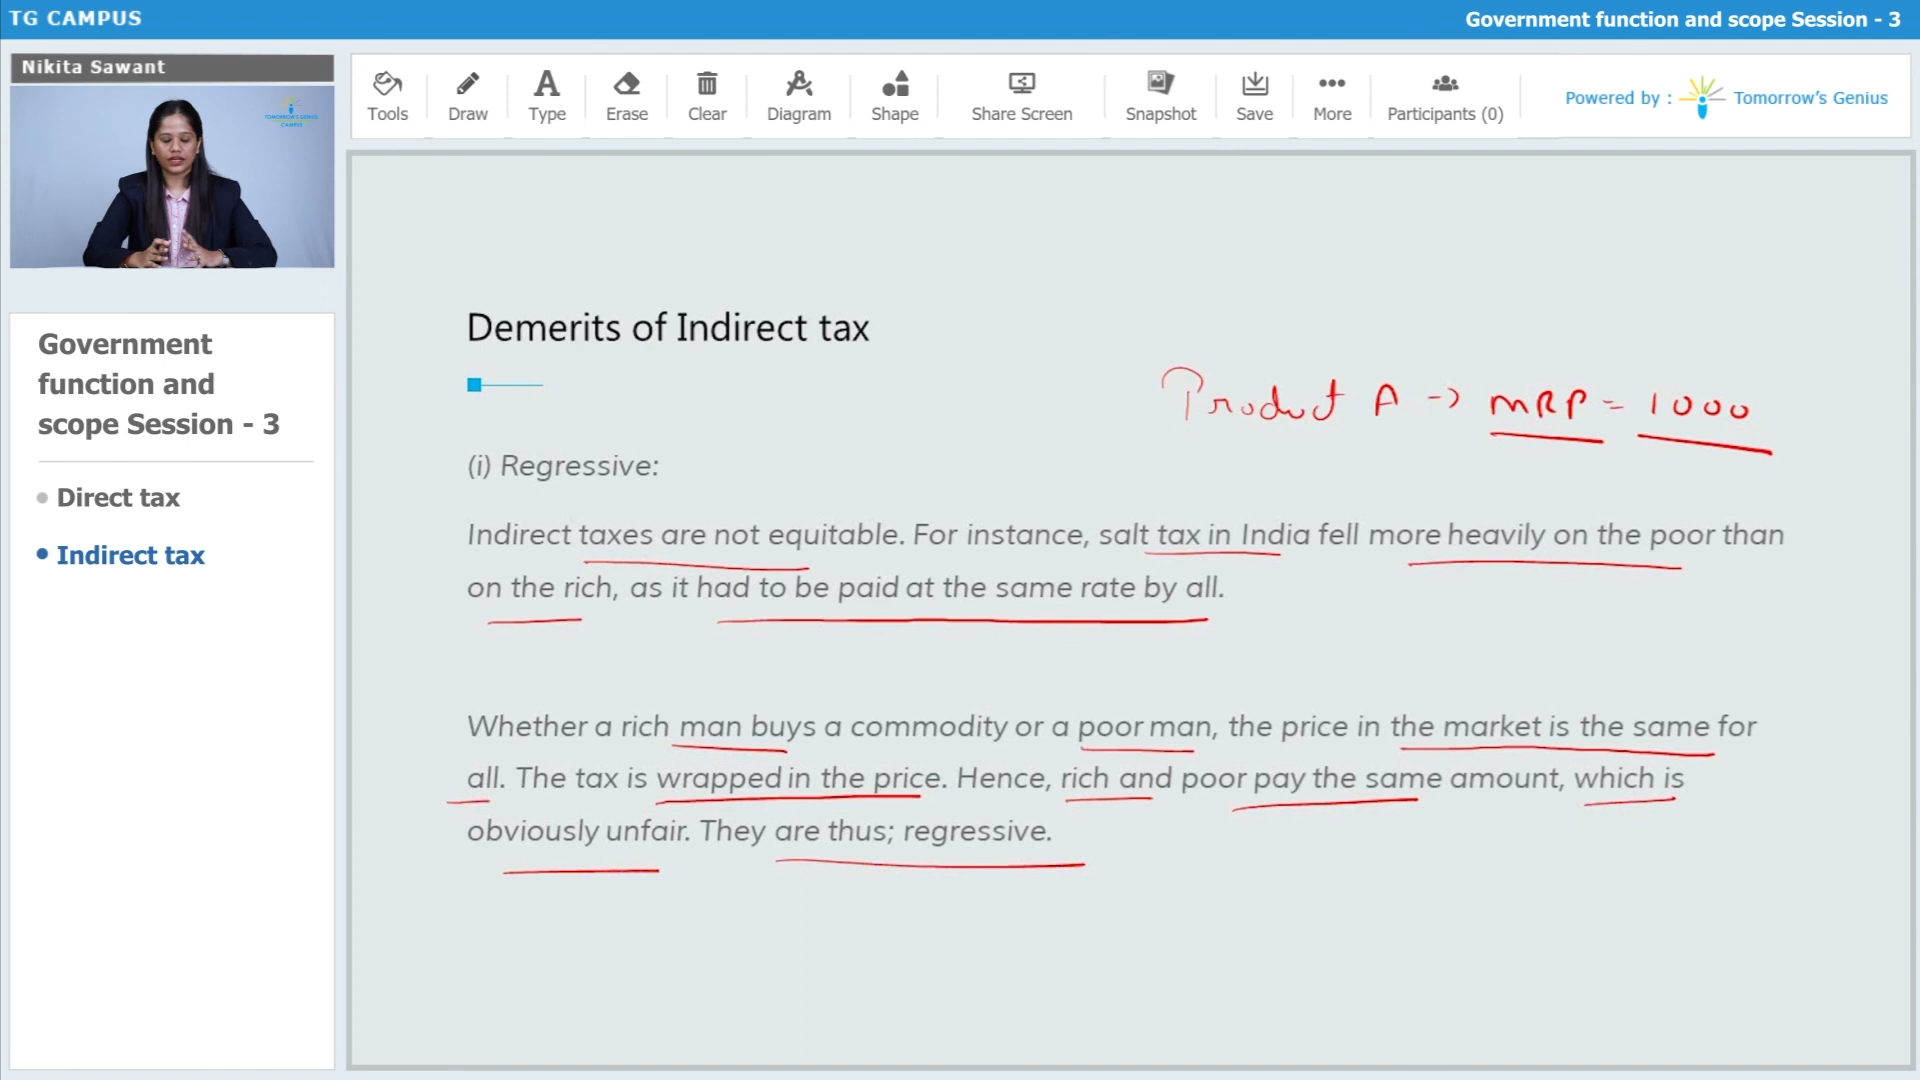 TG CAMPUS
Government function and scope Session - 3
Nikita Sawant
TOMORROW'S GENIUS
CAMPUS
Tools
Draw
Type
Erase
Clear
Diagram
Shape
Share Screen
Snapshot
Save
More
Participants (0)
Powered by : Tomorrow's Genius
Government
function and
scope Session - 3
Direct tax
Indirect tax
Demerits of Indirect tax
Product A -> MRP = 1000
(i) Regressive:
Indirect taxes are not equitable. For instance, salt tax in India fell more heavily on the poor than
on the rich, as it had to be paid at the same rate by all.
Whether a rich man buys a commodity or a poor man, the price in the market is the same for
all. The tax is wrapped in the price. Hence, rich and poor pay the same amount, which is
obviously unfair. They are thus; regressive.